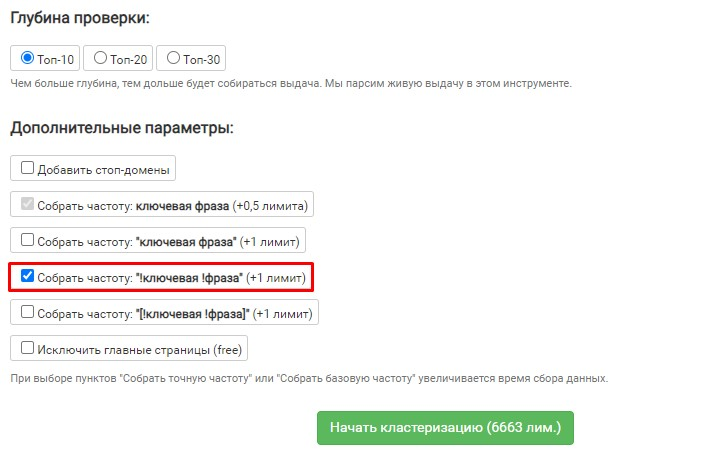 Глубина проверки:
Топ-10 Топ-20 Топ-30
Чем больше глубина, тем дольше будет собираться выдача. Мы парсим живую выдачу в этом инструменте.
Дополнительные параметры:
Добавить стоп-домены
Собрать частоту: ключевая фраза (+0,5 лимита)
Собрать частоту: "ключевая фраза" (+1 лимит)
Собрать частоту: "!ключевая !фраза" (+1 лимит)
Собрать частоту: "[!ключевая !фраза]" (+1 лимит)
Исключить главные страницы (free)
При выборе пунктов "Собрать точную частоту" или "Собрать базовую частоту" увеличивается время сбора данных.
Начать кластеризацию (6663 лим.)